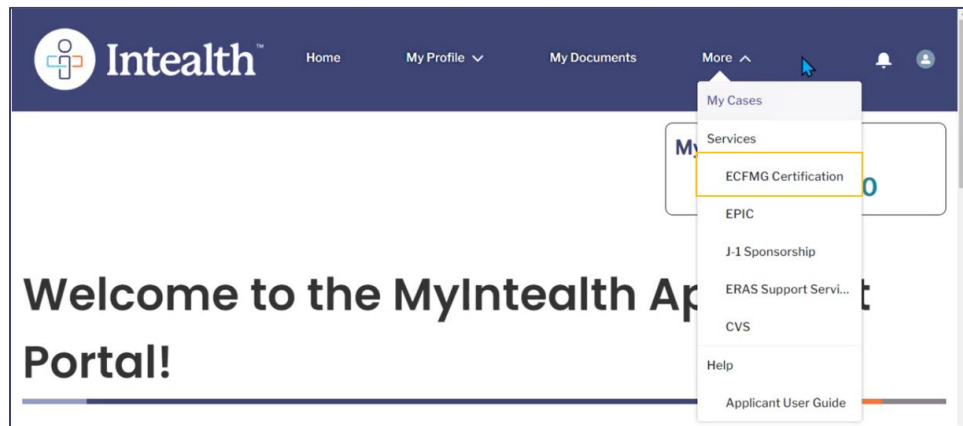 Intealth™ Home My Profile My Documents More
My Cases
Services
ECFMG Certification
EPIC
J-1 Sponsorship
ERAS Support Servi...
CVS
Help
Applicant User Guide
My
0
Welcome to the MyIntealth Ap t
Portal!